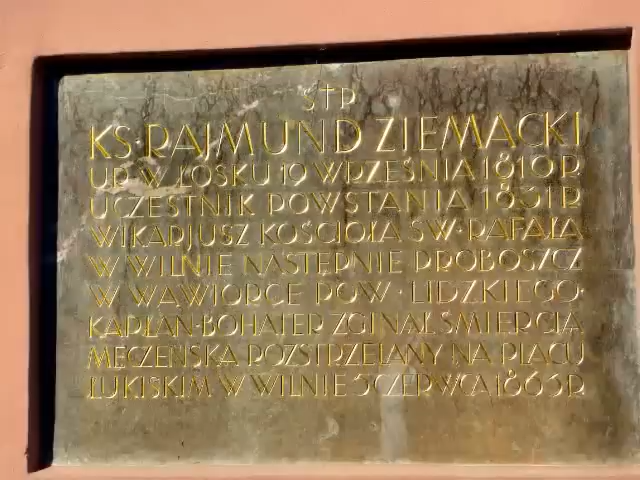 ŚTP
KS·RAJMUND ZIEMACKI
UR·W ŁOSKU 19 WRZEŚNIA 1810 R
UCZESTNIK POWSTANIA 1831 R
WIKARJUSZ KOŚCIOŁA ŚW·RAFAŁA
W WILNIE NASTĘPNIE PROBOSZCZ
W WAWIORCE POW·LIDZKIEGO·
KAPŁAN-BOHATER ZGINĄŁ ŚMIERCIĄ
MĘCZEŃSKĄ ROZSTRZELANY NA PLACU
ŁUKISKIM W WILNIE 5 CZERWCA 1863 R